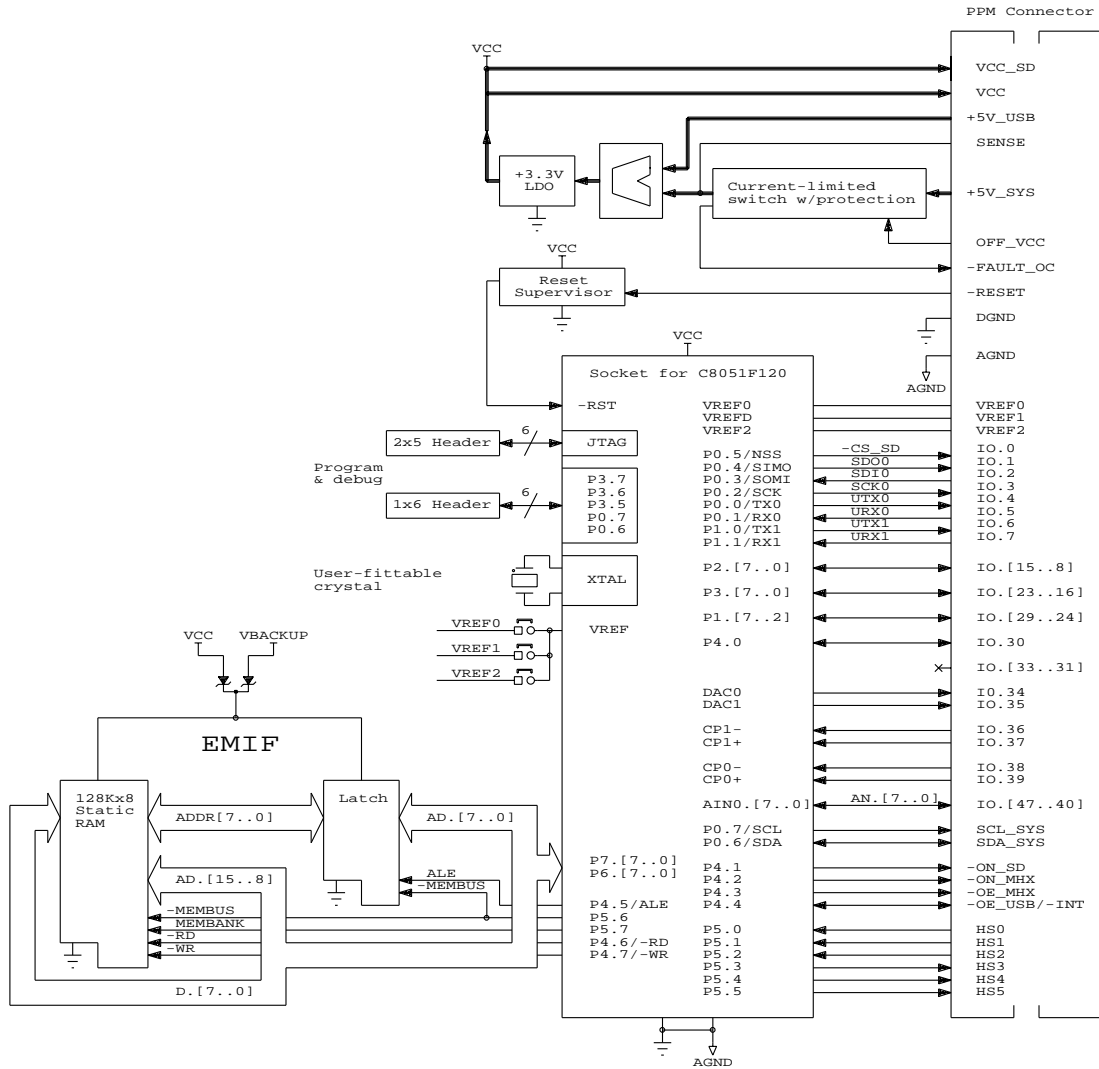 PPM Connector
VCC
VCC_SD
VCC
+5V_USB
SENSE
+3.3V
LDO
Current-limited
switch w/protection
+5V_SYS
OFF_VCC
VCC
-FAULT_OC
Reset
Supervisor
-RESET
DGND
VCC
AGND
AGND
Socket for C8051F120
-RST
VREF0
VREFD
VREF2
VREF0
VREF1
VREF2
2x5 Header
6
JTAG
Program
& debug
1x6 Header
6
P3.7
P3.6
P3.5
P0.7
P0.6
P0.5/NSS
P0.4/SIMO
P0.3/SOMI
P0.2/SCK
P0.0/TX0
P0.1/RX0
P1.0/TX1
P1.1/RX1
-CS_SD
SDO0
SDI0
SCK0
UTX0
URX0
UTX1
URX1
IO.0
IO.1
IO.2
IO.3
IO.4
IO.5
IO.6
IO.7
User-fittable
crystal
XTAL
P2.[7..0]
IO.[15..8]
P3.[7..0]
IO.[23..16]
P1.[7..2]
IO.[29..24]
VREF0
VREF1
VREF2
VREF
P4.0
IO.30
IO.[33..31]
VCC
VBACKUP
DAC0
DAC1
I0.34
IO.35
CP1-
CP1+
IO.36
IO.37
CP0-
CP0+
IO.38
IO.39
EMIF
128Kx8
Static
RAM
ADDR[7..0]
Latch
AD.[7..0]
AIN0.[7..0]
AN.[7..0]
IO.[47..40]
P0.7/SCL
P0.6/SDA
SCL_SYS
SDA_SYS
AD.[15..8]
ALE
-MEMBUS
P7.[7..0]
P6.[7..0]
P4.1
P4.2
P4.3
P4.4
-ON_SD
-ON_MHX
-OE_MHX
-OE_USB/-INT
-MEMBUS
MEMBANK
-RD
-WR
P4.5/ALE
P5.6
P5.7
P4.6/-RD
P4.7/-WR
P5.0
P5.1
P5.2
P5.3
P5.4
P5.5
HS0
HS1
HS2
HS3
HS4
HS5
D.[7..0]
AGND